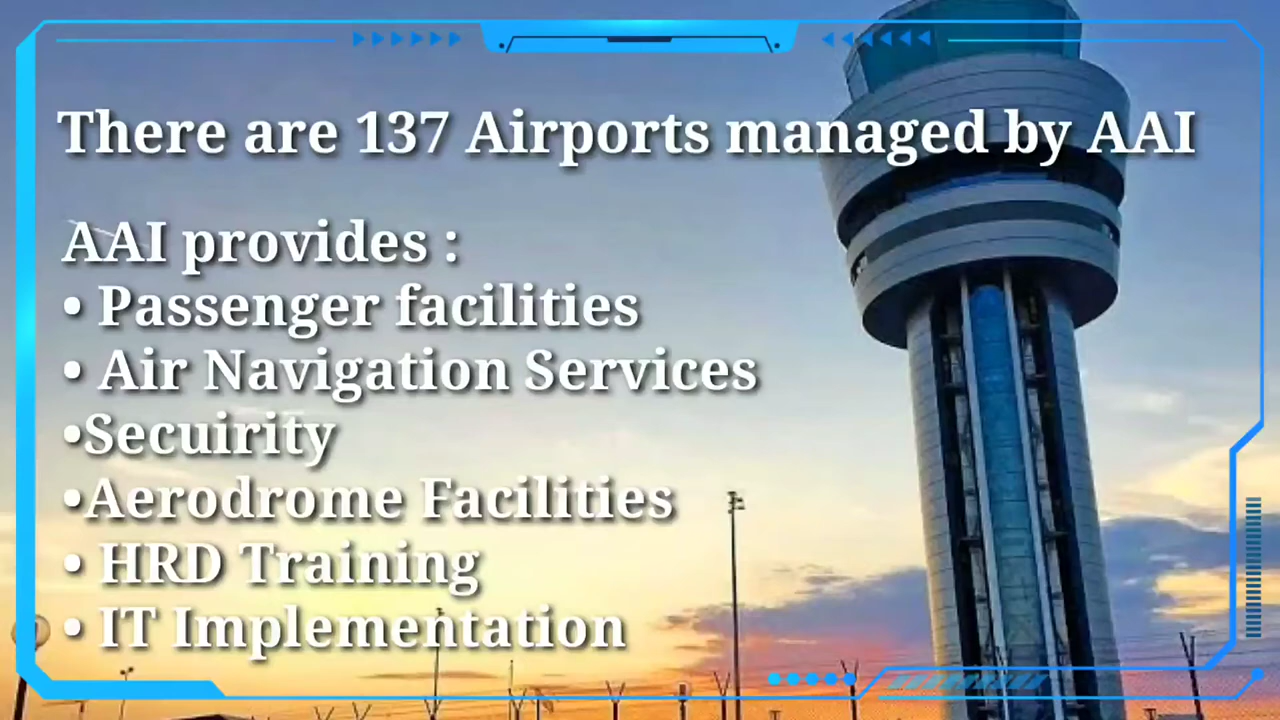 There are 137 Airports managed by AAI
AAI provides :
• Passenger facilities
• Air Navigation Services
•Secuirity
•Aerodrome Facilities
• HRD Training
• IT Implementation